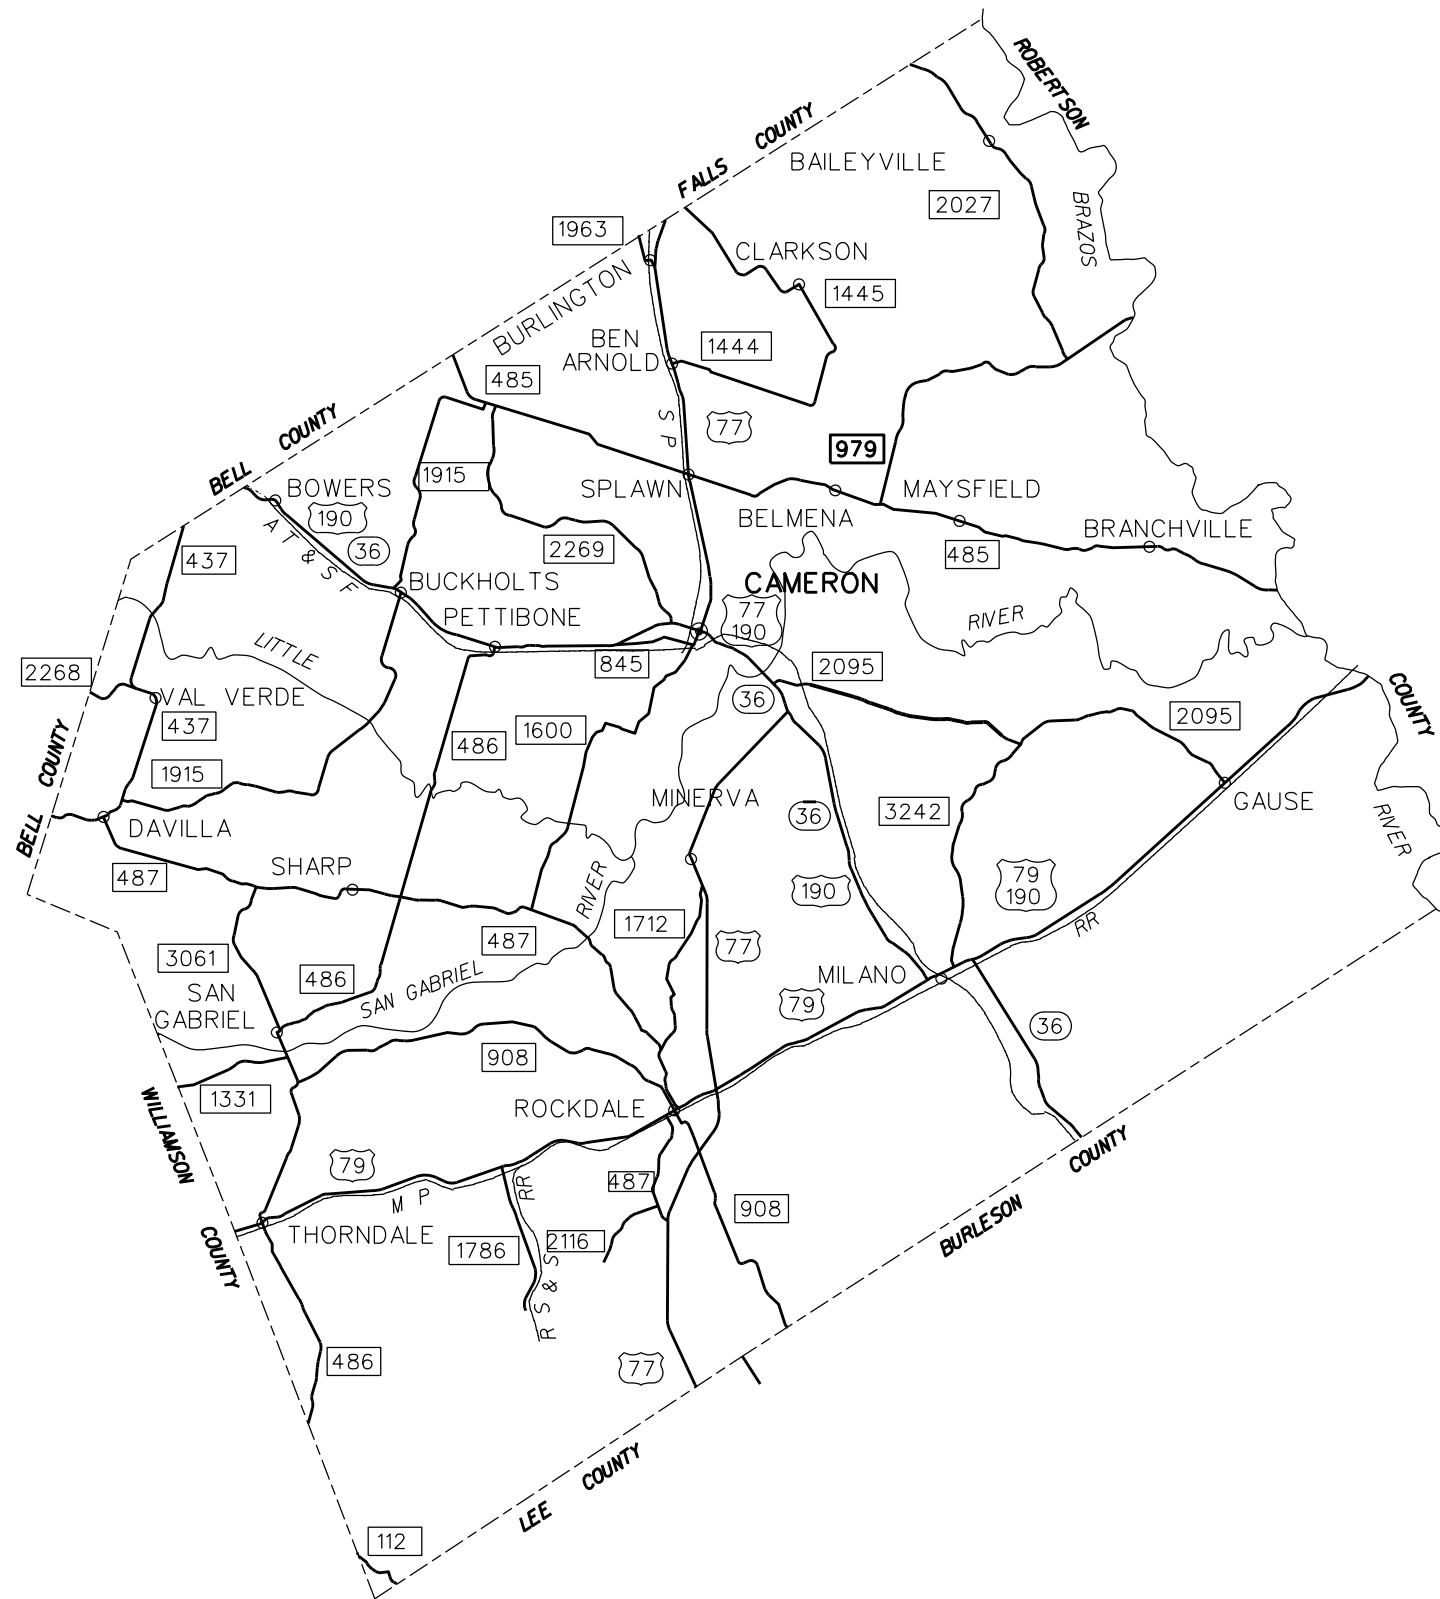 ROBERTSON
COUNTY
FALLS
BAILEYVILLE
2027
BRAZOS
1963
CLARKSON
1445
BURLINGTON
BEN
ARNOLD
1444
485
S P
77
COUNTY
BELL
979
1915
BOWERS
190
36
A T & S F
SPLAWN
MAYSFIELD
BELMENA
BRANCHVILLE
485
2269
437
BUCKHOLTS
CAMERON
PETTIBONE
77
190
RIVER
LITTLE
845
2095
2268
VAL VERDE
36
COUNTY
437
1600
486
2095
COUNTY
BELL
1915
MINERVA
36
3242
GAUSE
RIVER
DAVILLA
SHARP
487
RIVER
190
79
190
1712
RR
487
77
3061
486
SAN GABRIEL
MILANO
79
SAN
GABRIEL
36
908
1331
ROCKDALE
WILLIAMSON
COUNTY
79
M P
RR
487
908
COUNTY
THORNDALE
1786
2116
BURLESON
R S & S
486
77
COUNTY
LEE
112